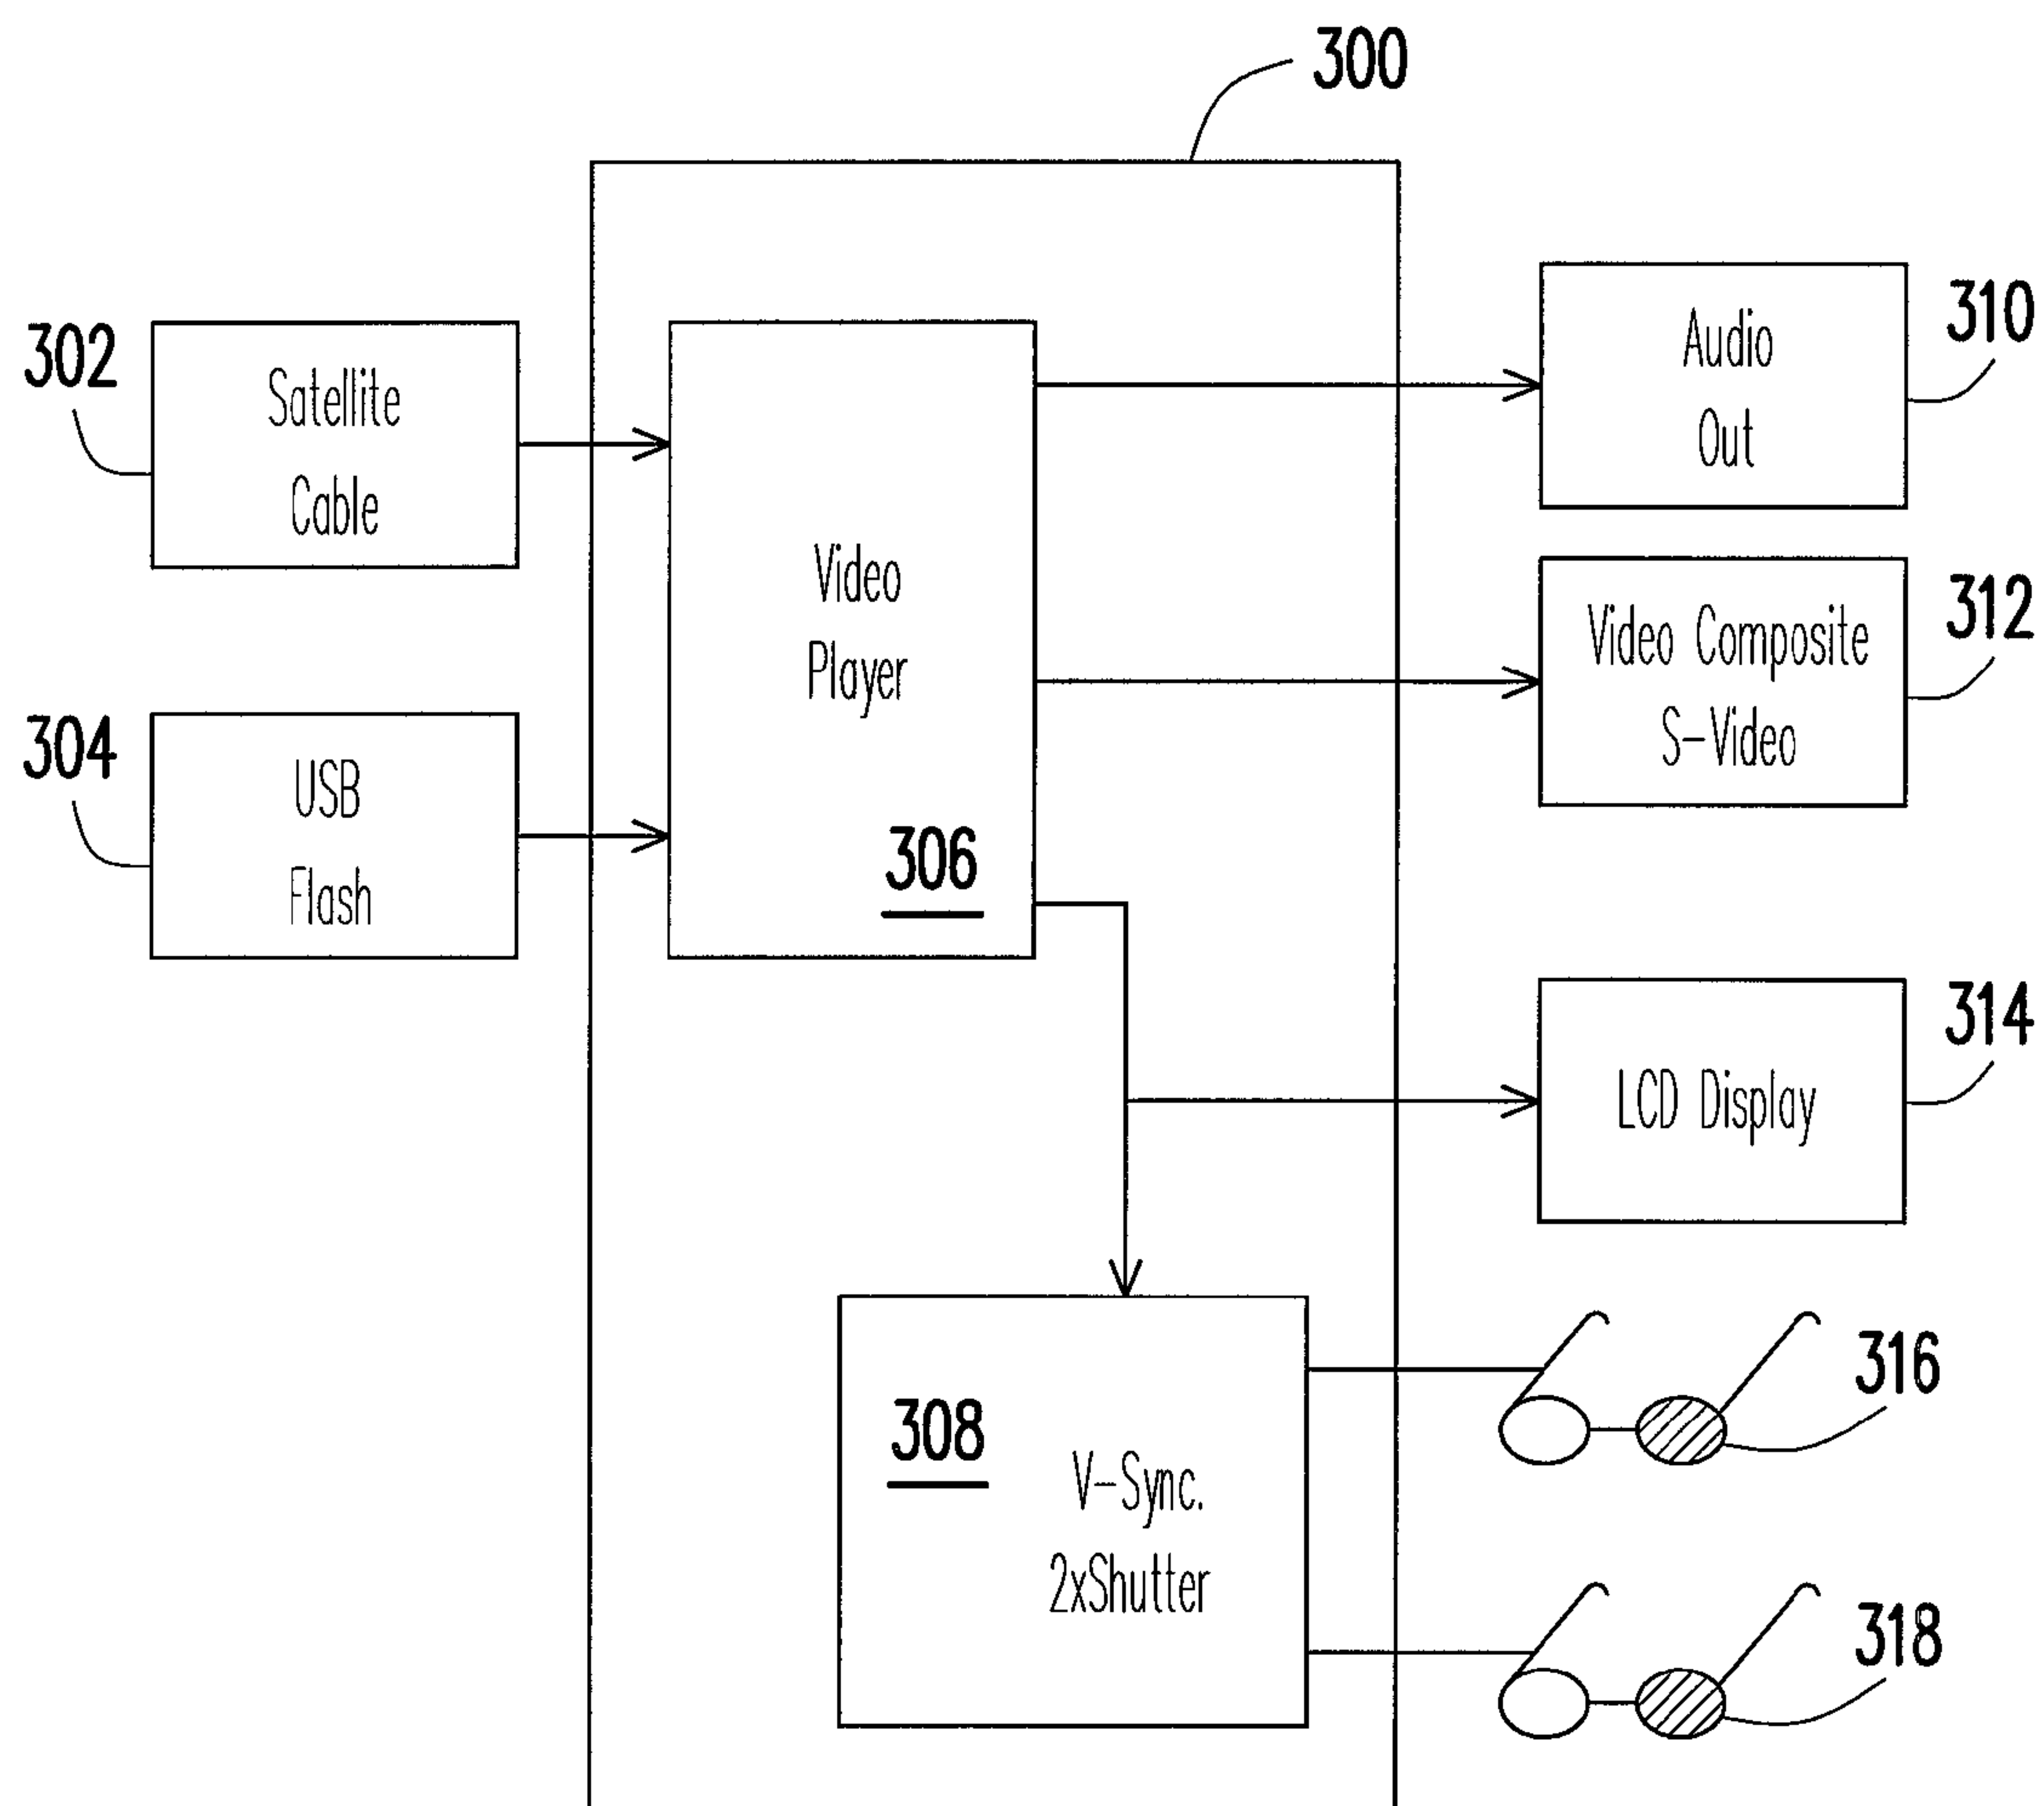 300
302
Satellite
Cable
304
USB
Flash
Video
Player
306
Audio
Out
310
Video Composite
S-Video
312
LCD Display
314
308
V-Sync.
2xShutter
316
318